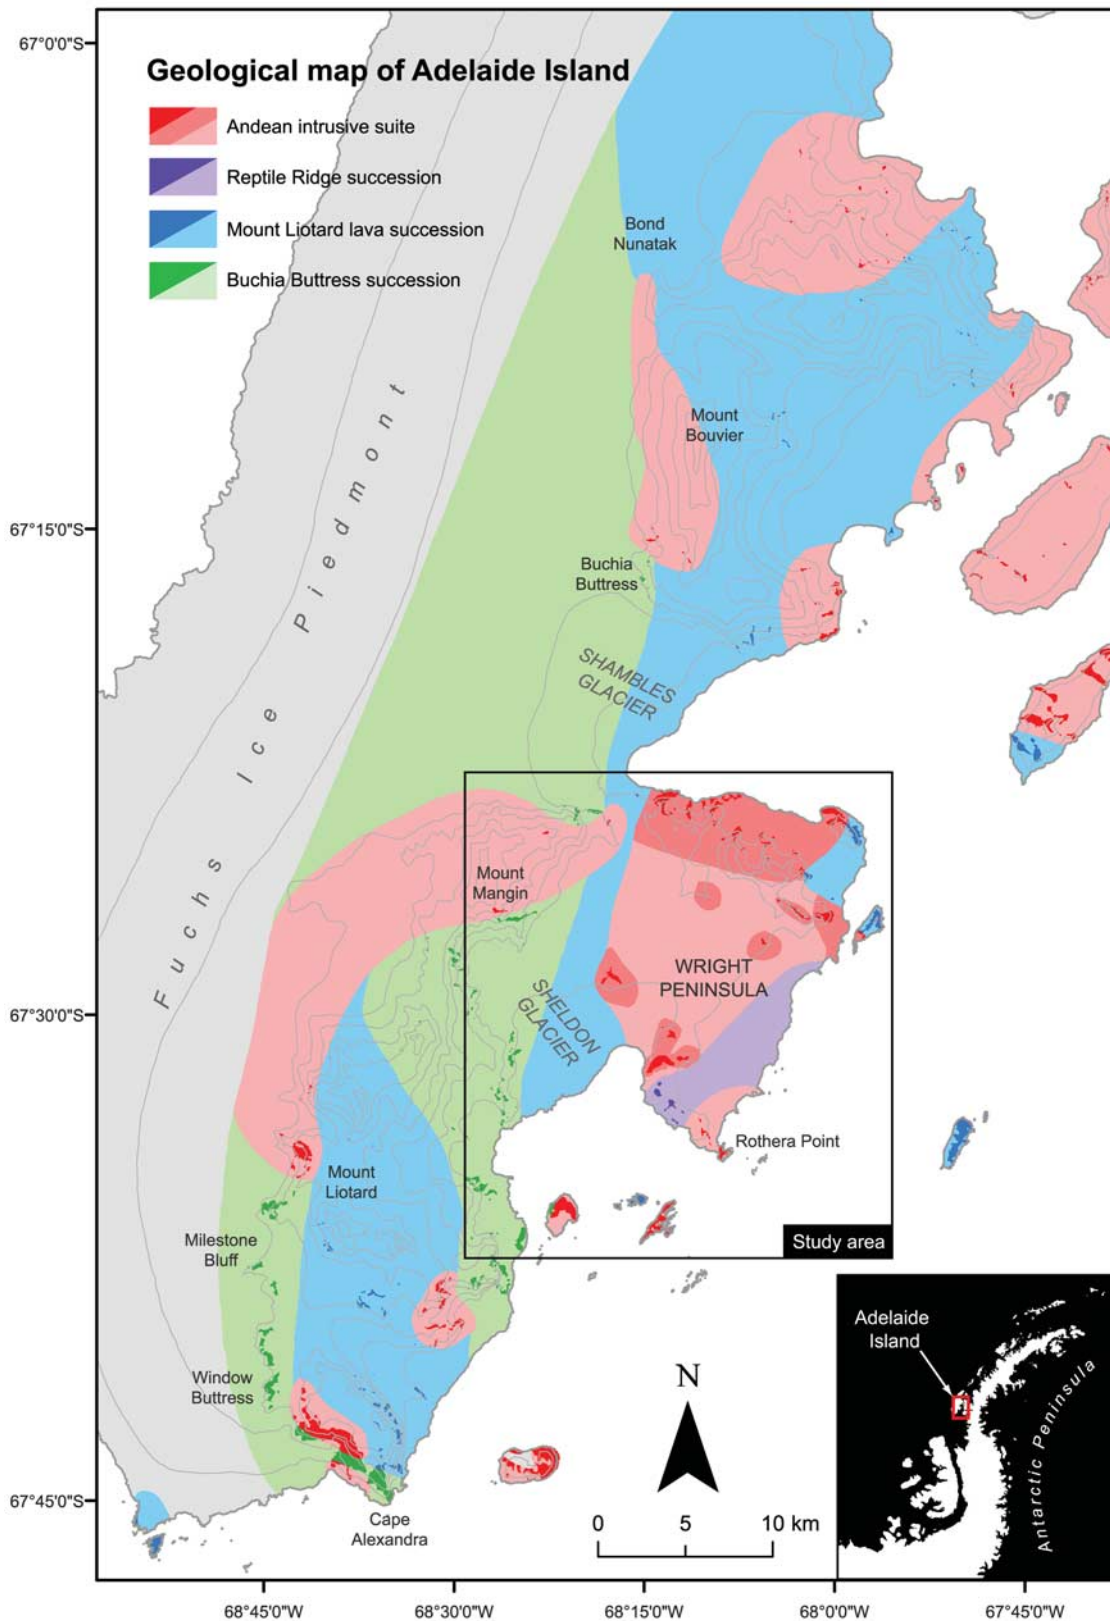 67°0'0"S
Geological map of Adelaide Island
Andean intrusive suite
Reptile Ridge succession
Mount Liotard lava succession
Buchia Buttress succession
Bond
Nunatak
Mount
Bouvier
Fuchs Ice Piedmont
67°15'0"S
Buchia
Buttress
SHAMBLES
GLACIER
Mount
Mangin
WRIGHT
PENINSULA
67°30'0"S
SHELDON
GLACIER
Rothera Point
Mount
Liotard
Milestone
Bluff
Study area
Window
Buttress
N
Adelaide
Island
Antarctic Peninsula
67°45'0"S
Cape
Alexandra
0 5 10 km
68°45'0"W 68°30'0"W 68°15'0"W 68°0'0"W 67°45'0"W